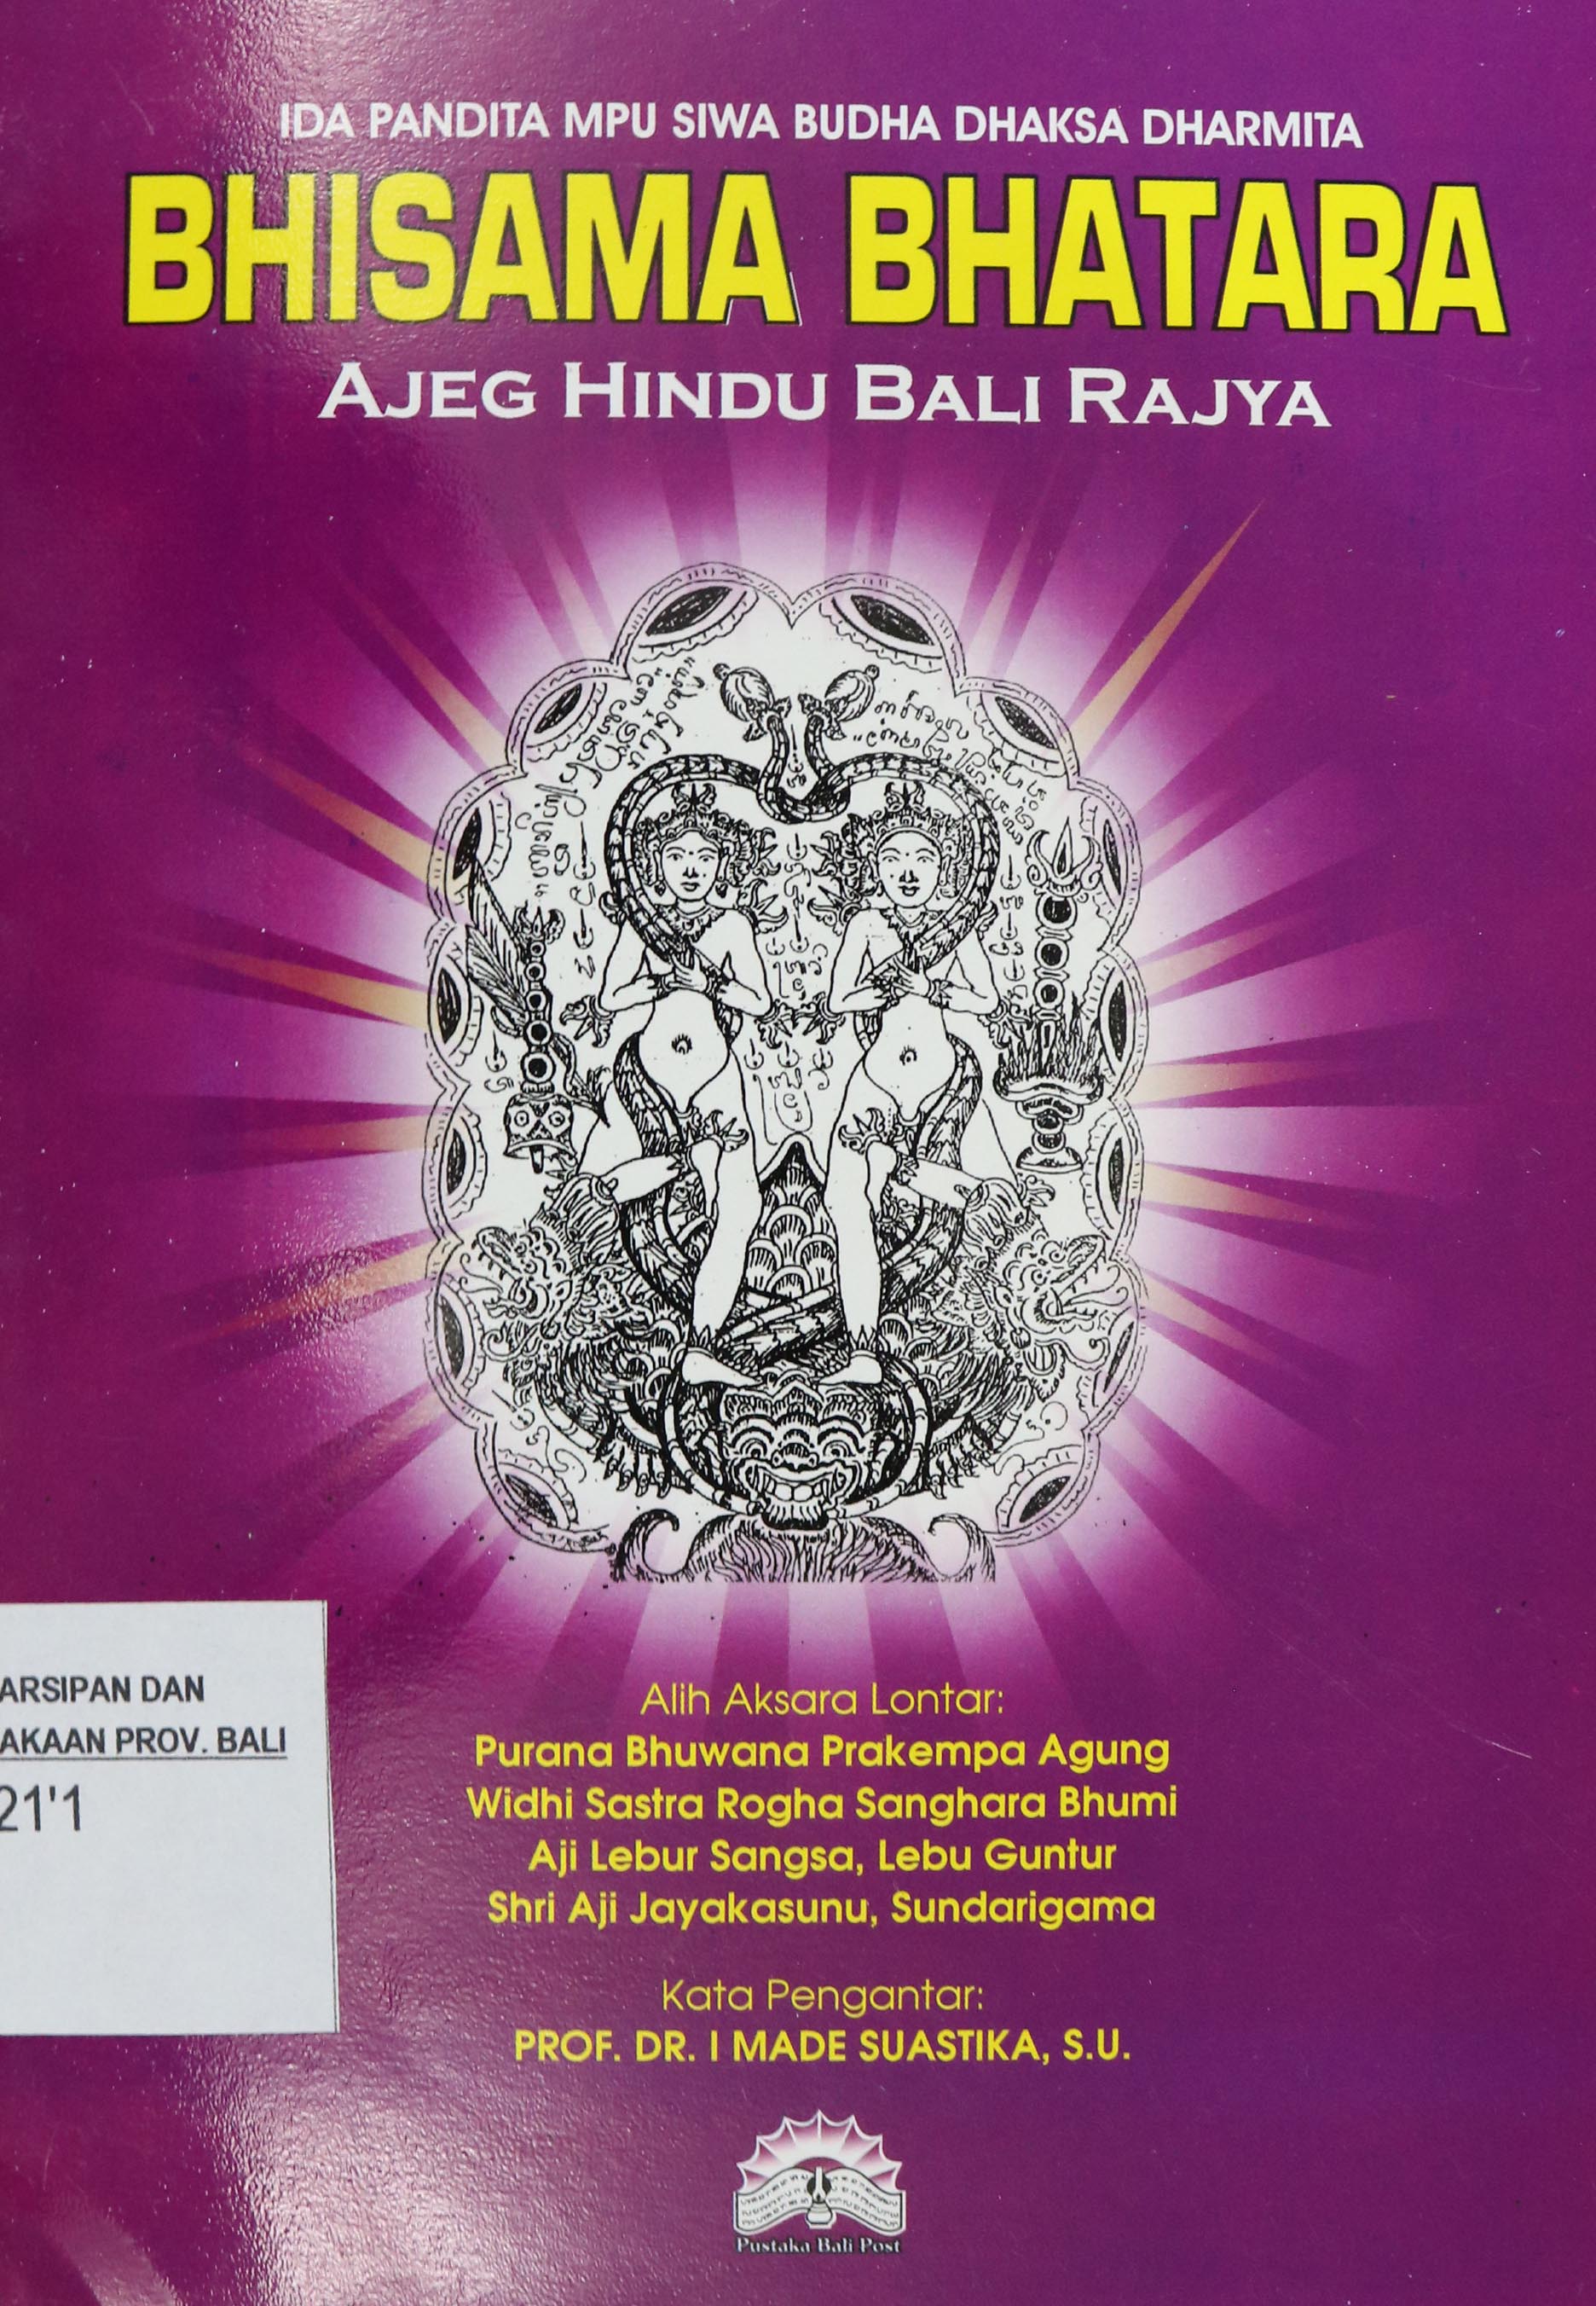 IDA PANDITA MPU SIWA BUDHA DHAKSA DHARMITA
BHISAMA BHATARA
AJEG HINDU BALI RAJYA
ARSIPAN DAN
AKAAN PROV. BALI
21'1
Alih Aksara Lontar:
Purana Bhuwana Prakempa Agung
Widhi Sastra Rogha Sanghara Bhumi
Aji Lebur Sangsa, Lebu Guntur
Shri Aji Jayakasunu, Sundarigama
Kata Pengantar:
PROF. DR. I MADE SUASTIKA, S.U.
Pustaka Bali Post